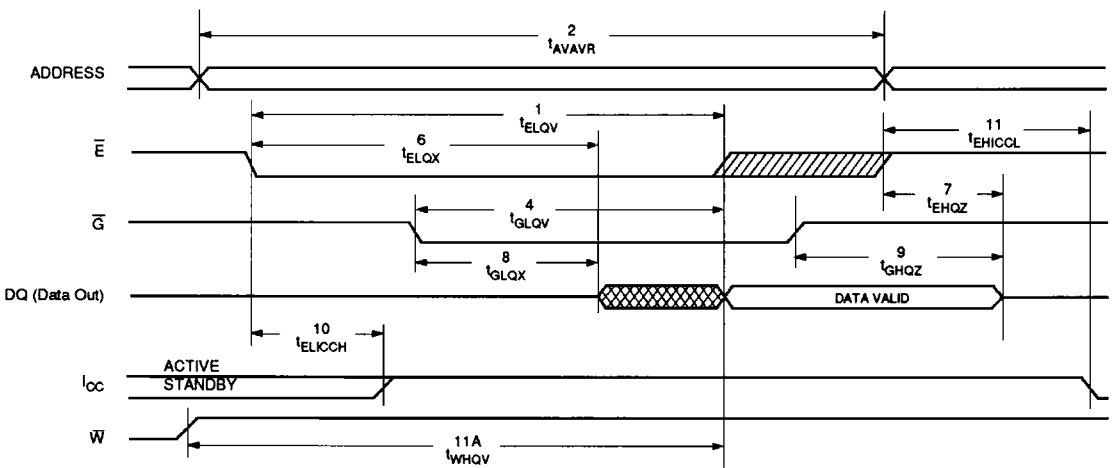 2
tAVAVR
ADDRESS
1
tELQV
6
tELQX
11
tEHICCL
E
4
tGLQV
7
tEHQZ
G
8
tGLQX
9
tGHQZ
DQ (Data Out)
DATA VALID
10
tELICCH
ICC
ACTIVE
STANDBY
W
11A
tWHQV